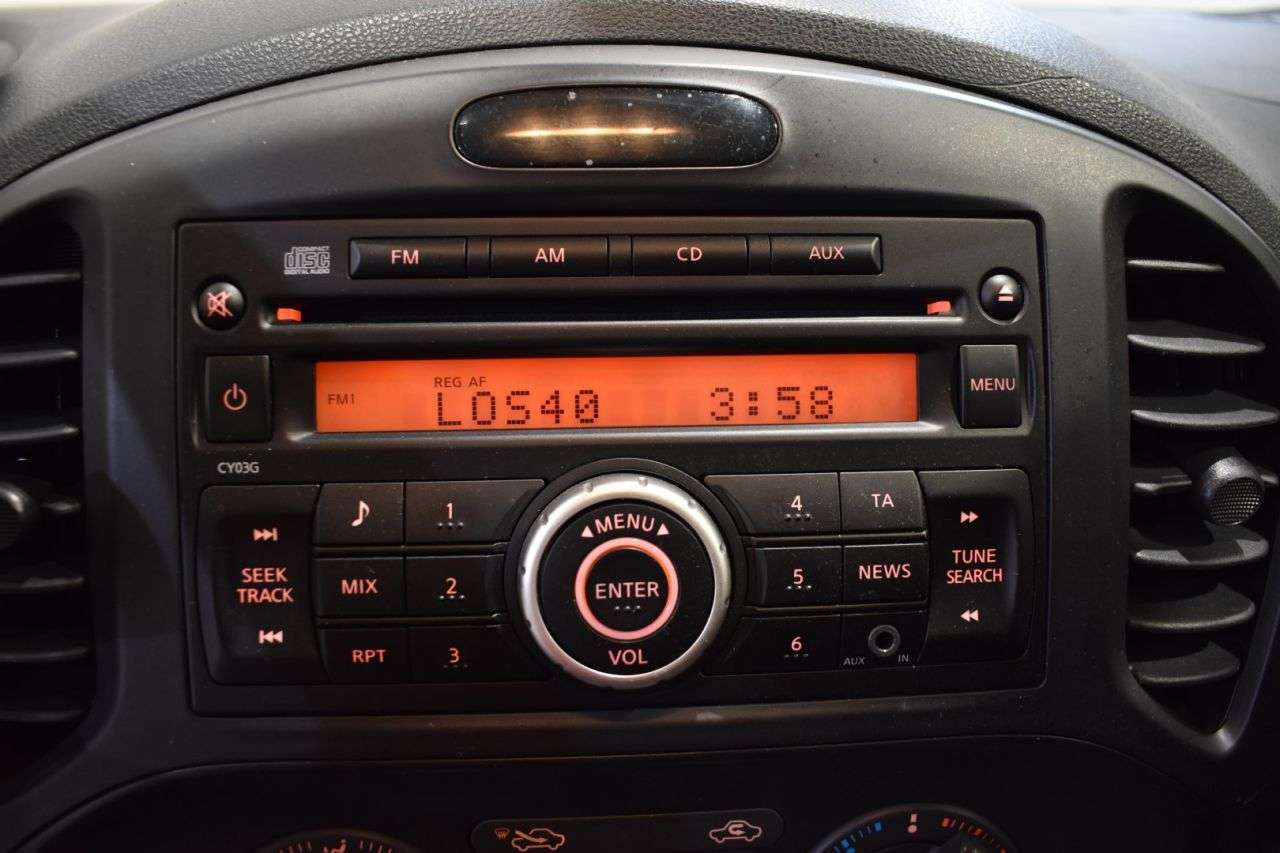 COMPACT
disc
DIGITAL AUDIO
FM AM CD AUX
MENU
REG AF
FM1 LOS40 3:58
CY03G
SEEK
TRACK
1
2
3
MIX
RPT
MENU
ENTER
VOL
4
5
6
TA
NEWS
AUX IN
TUNE
SEARCH